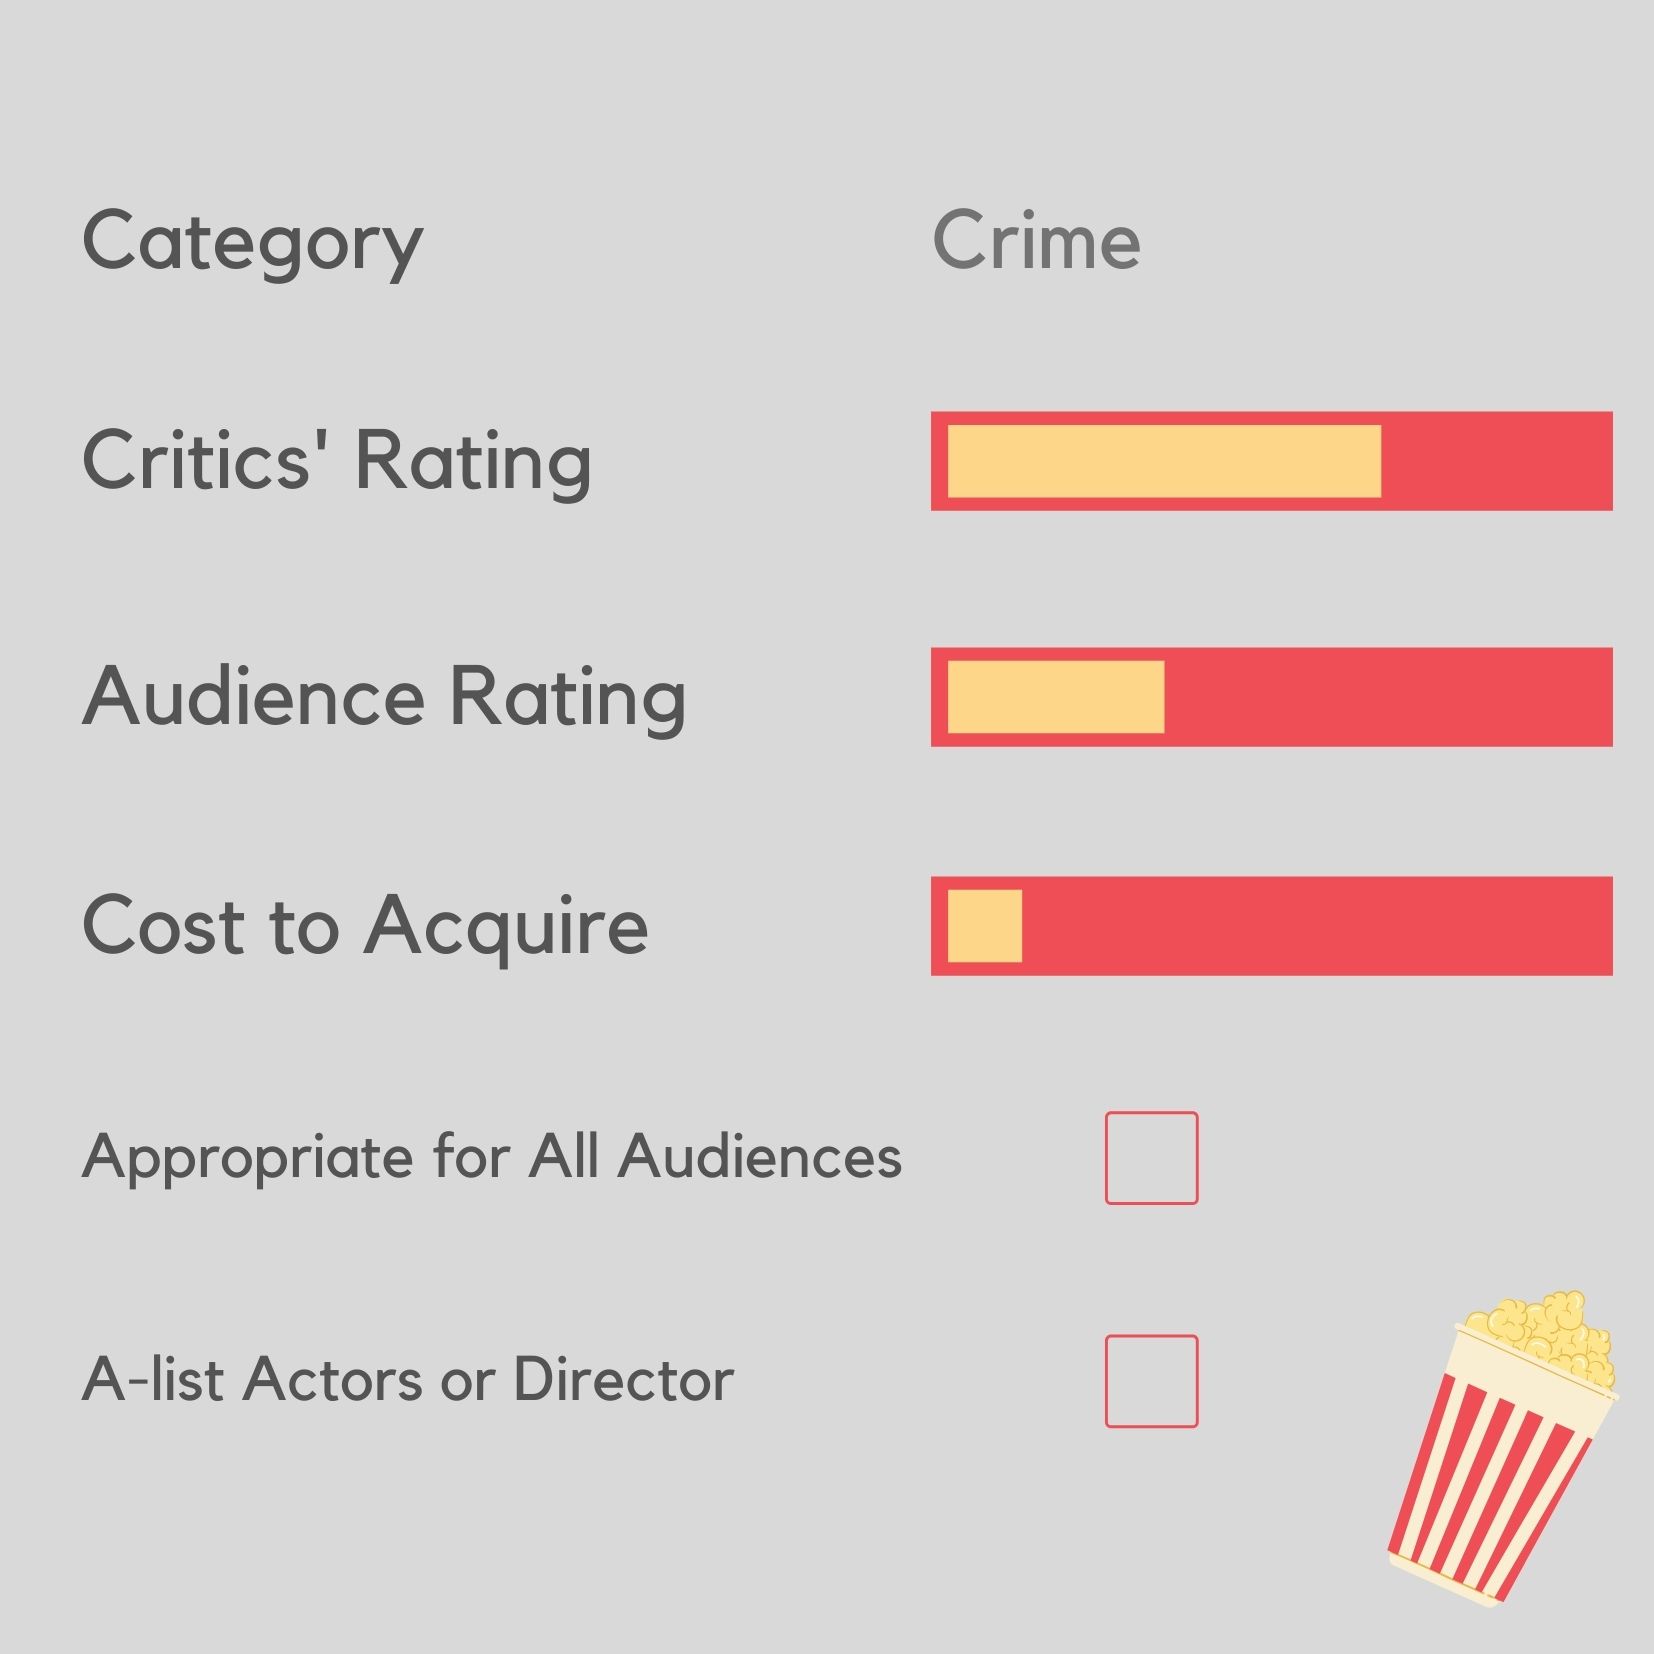 Category Crime
Critics' Rating
Audience Rating
Cost to Acquire
Appropriate for All Audiences
A-list Actors or Director